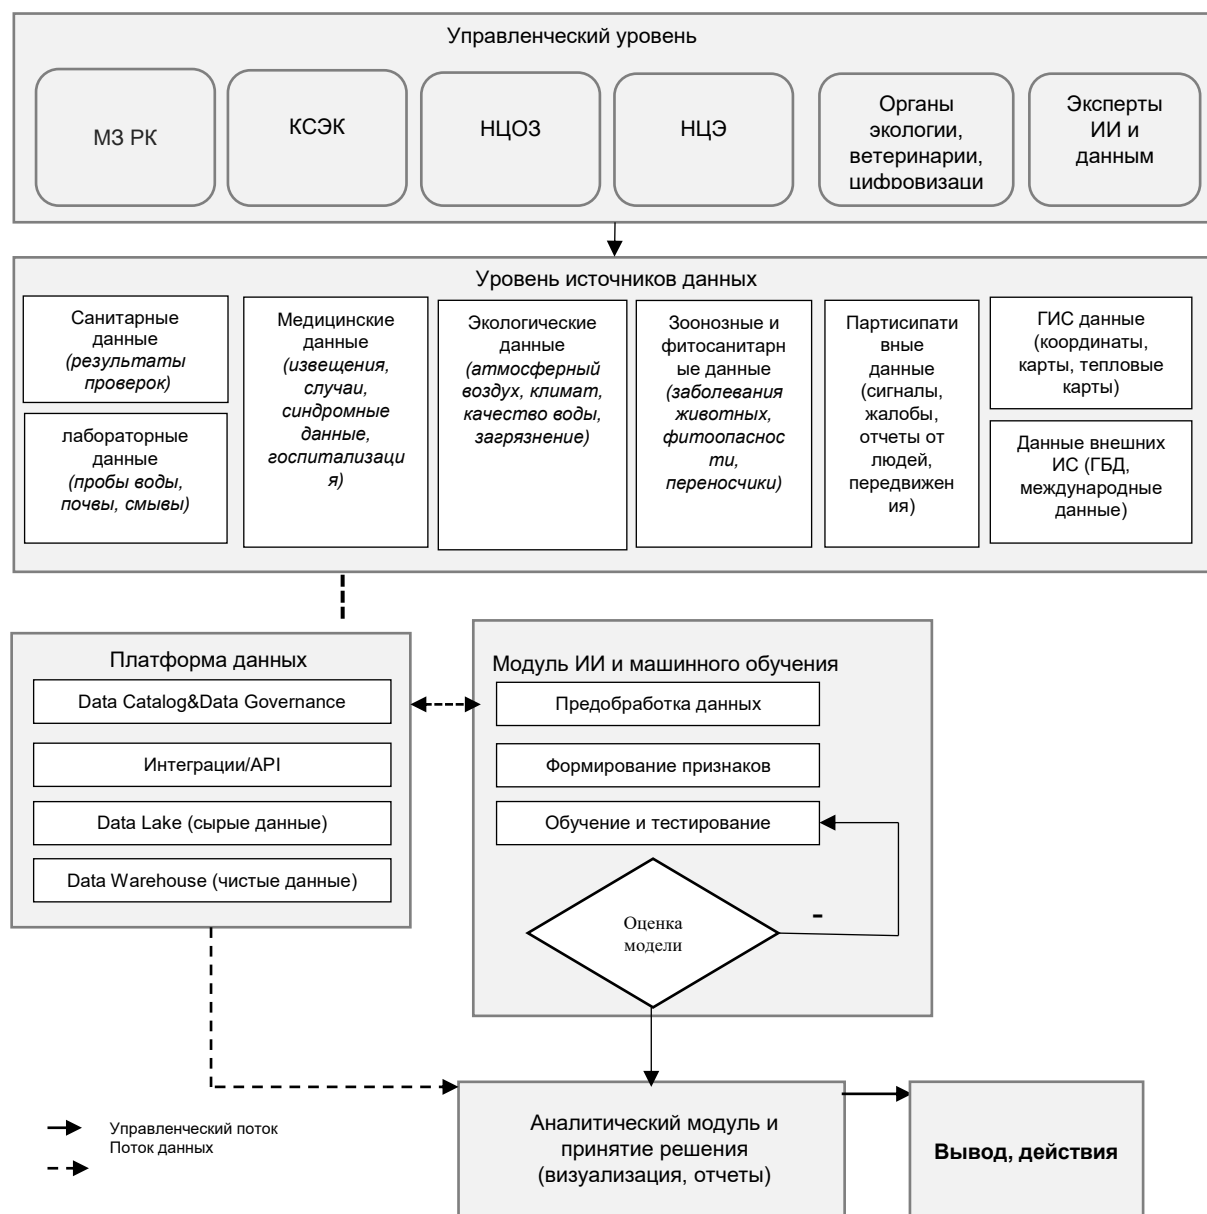 Управленческий уровень
МЗ РК
КСЭК
НЦОЗ
НЦЭ
Органы
экологии,
ветеринарии,
цифровизаци
Эксперты
ИИ и
данным
Уровень источников данных
Санитарные
данные
(результаты
проверок)
лабораторные
данные
(пробы воды,
почвы, смывы)
Медицинские
данные
(извещения,
случаи,
синдромные
данные,
госпитализаци
я)
Экологические
данные
(атмосферный
воздух, климат,
качество воды,
загрязнение)
Зоонозные и
фитосанитарн
ые данные
(заболевания
животных,
фитоопаснос
ти,
переносчики)
Партисипати
вные
данные
(сигналы,
жалобы,
отчеты от
людей,
передвижен
ия)
ГИС данные
(координаты,
карты, тепловые
карты)
Данные внешних
ИС (ГБД,
международные
данные)
Платформа данных
Data Catalog&Data Governance
Интеграции/API
Data Lake (сырые данные)
Data Warehouse (чистые данные)
Модуль ИИ и машинного обучения
Предобработка данных
Формирование признаков
Обучение и тестирование
Оценка
модели
-
Управленческий поток
Поток данных
Аналитический модуль и
принятие решения
(визуализация, отчеты)
Вывод, действия